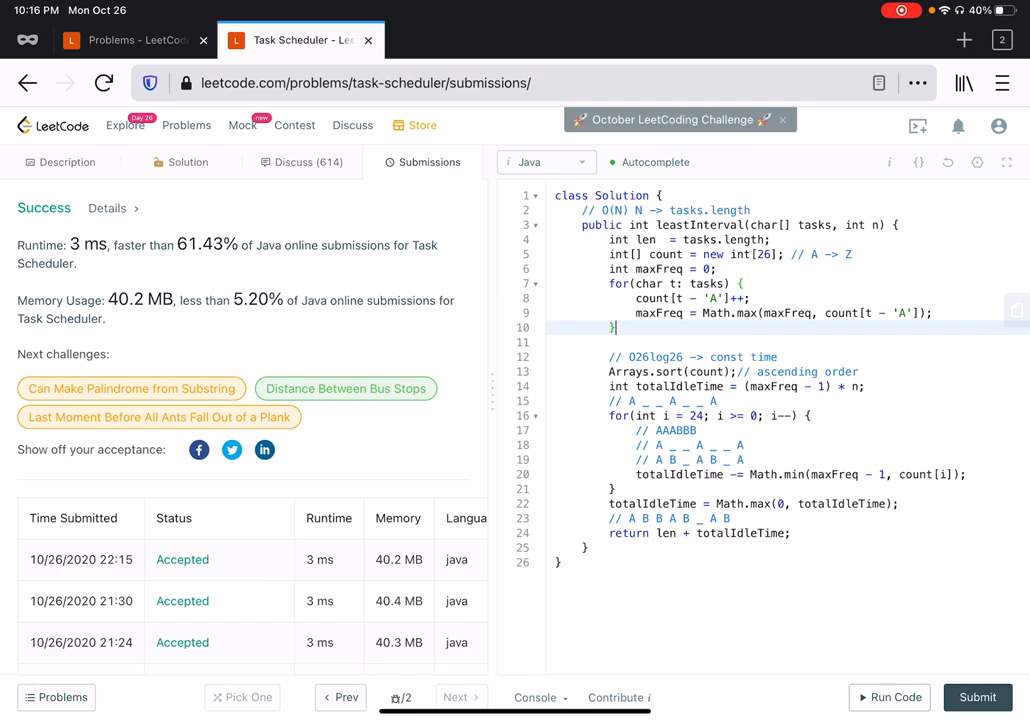 10:16 PM Mon Oct 26
40%
L Problems - LeetCod
L Task Scheduler - Lee
2
leetcode.com/problems/task-scheduler/submissions/
LeetCode
Explore
Day 26
Problems
Mock
new
Contest
Discuss
Store
October LeetCoding Challenge
Description
Solution
Discuss (614)
Submissions
i Java
Autocomplete
i {}
Success Details >
Runtime: 3 ms, faster than 61.43% of Java online submissions for Task
Scheduler.
Memory Usage: 40.2 MB, less than 5.20% of Java online submissions for
Task Scheduler.
Next challenges:
Can Make Palindrome from Substring
Distance Between Bus Stops
Last Moment Before All Ants Fall Out of a Plank
Show off your acceptance: f in
Time Submitted Status Runtime Memory Langua
10/26/2020 22:15 Accepted 3 ms 40.2 MB java
10/26/2020 21:30 Accepted 3 ms 40.4 MB java
10/26/2020 21:24 Accepted 3 ms 40.3 MB java
1 class Solution {
2 // O(N) N -> tasks.length
3 public int leastInterval(char[] tasks, int n) {
4 int len = tasks.length;
5 int[] count = new int[26]; // A -> Z
6 int maxFreq = 0;
7 for(char t: tasks) {
8 count[t - 'A']++;
9 maxFreq = Math.max(maxFreq, count[t - 'A']);
10 }
11
12 // O26log26 -> const time
13 Arrays.sort(count);// ascending order
14 int totalIdleTime = (maxFreq - 1) * n;
15 // A _ _ A _ _ A
16 for(int i = 24; i >= 0; i--) {
17 // AAABBB
18 // A _ _ A _ _ A
19 // A B _ A B _ A
20 totalIdleTime -= Math.min(maxFreq - 1, count[i]);
21 }
22 totalIdleTime = Math.max(0, totalIdleTime);
23 // A B B A B _ A B
24 return len + totalIdleTime;
25 }
26 }
Problems
Pick One
< Prev
/2
Next >
Console
Contribute i
Run Code
Submit